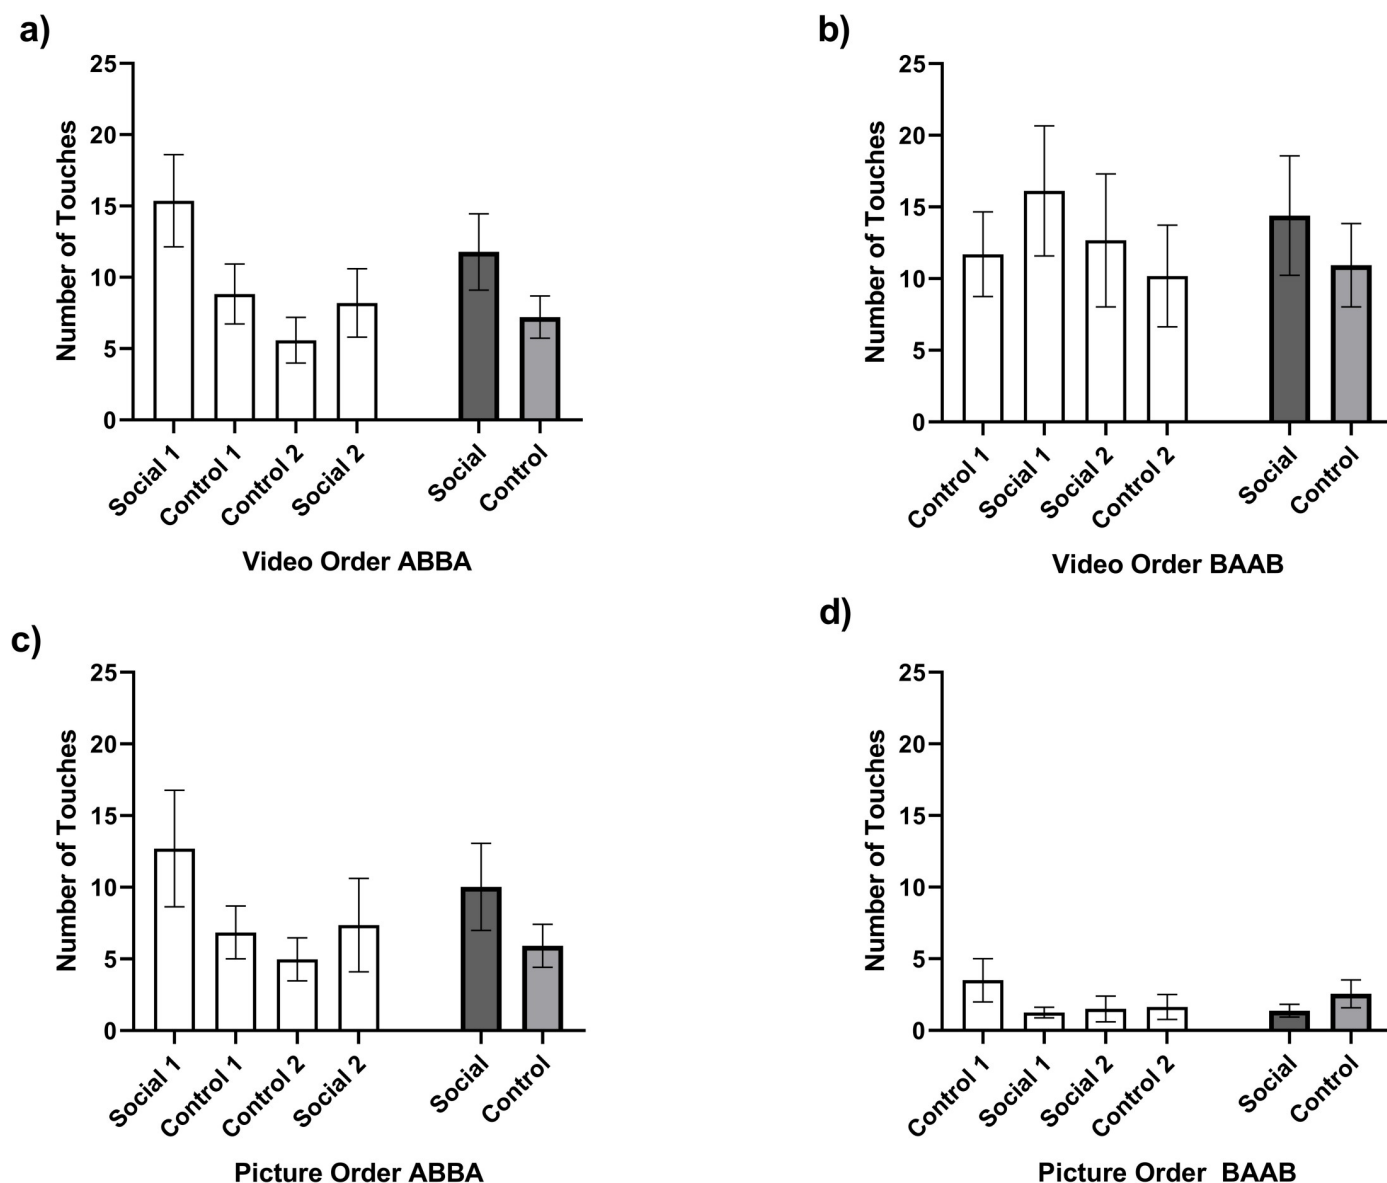 a)
25
20
15
10
5
0
Number of Touches
Social 1
Control 1
Control 2
Social 2
Social
Control
Video Order ABBA
b)
25
20
15
10
5
0
Number of Touches
Control 1
Social 1
Social 2
Control 2
Social
Control
Video Order BAAB
c)
25
20
15
10
5
0
Number of Touches
Social 1
Control 1
Control 2
Social 2
Social
Control
Picture Order ABBA
d)
25
20
15
10
5
0
Number of Touches
Control 1
Social 1
Social 2
Control 2
Social
Control
Picture Order  BAAB